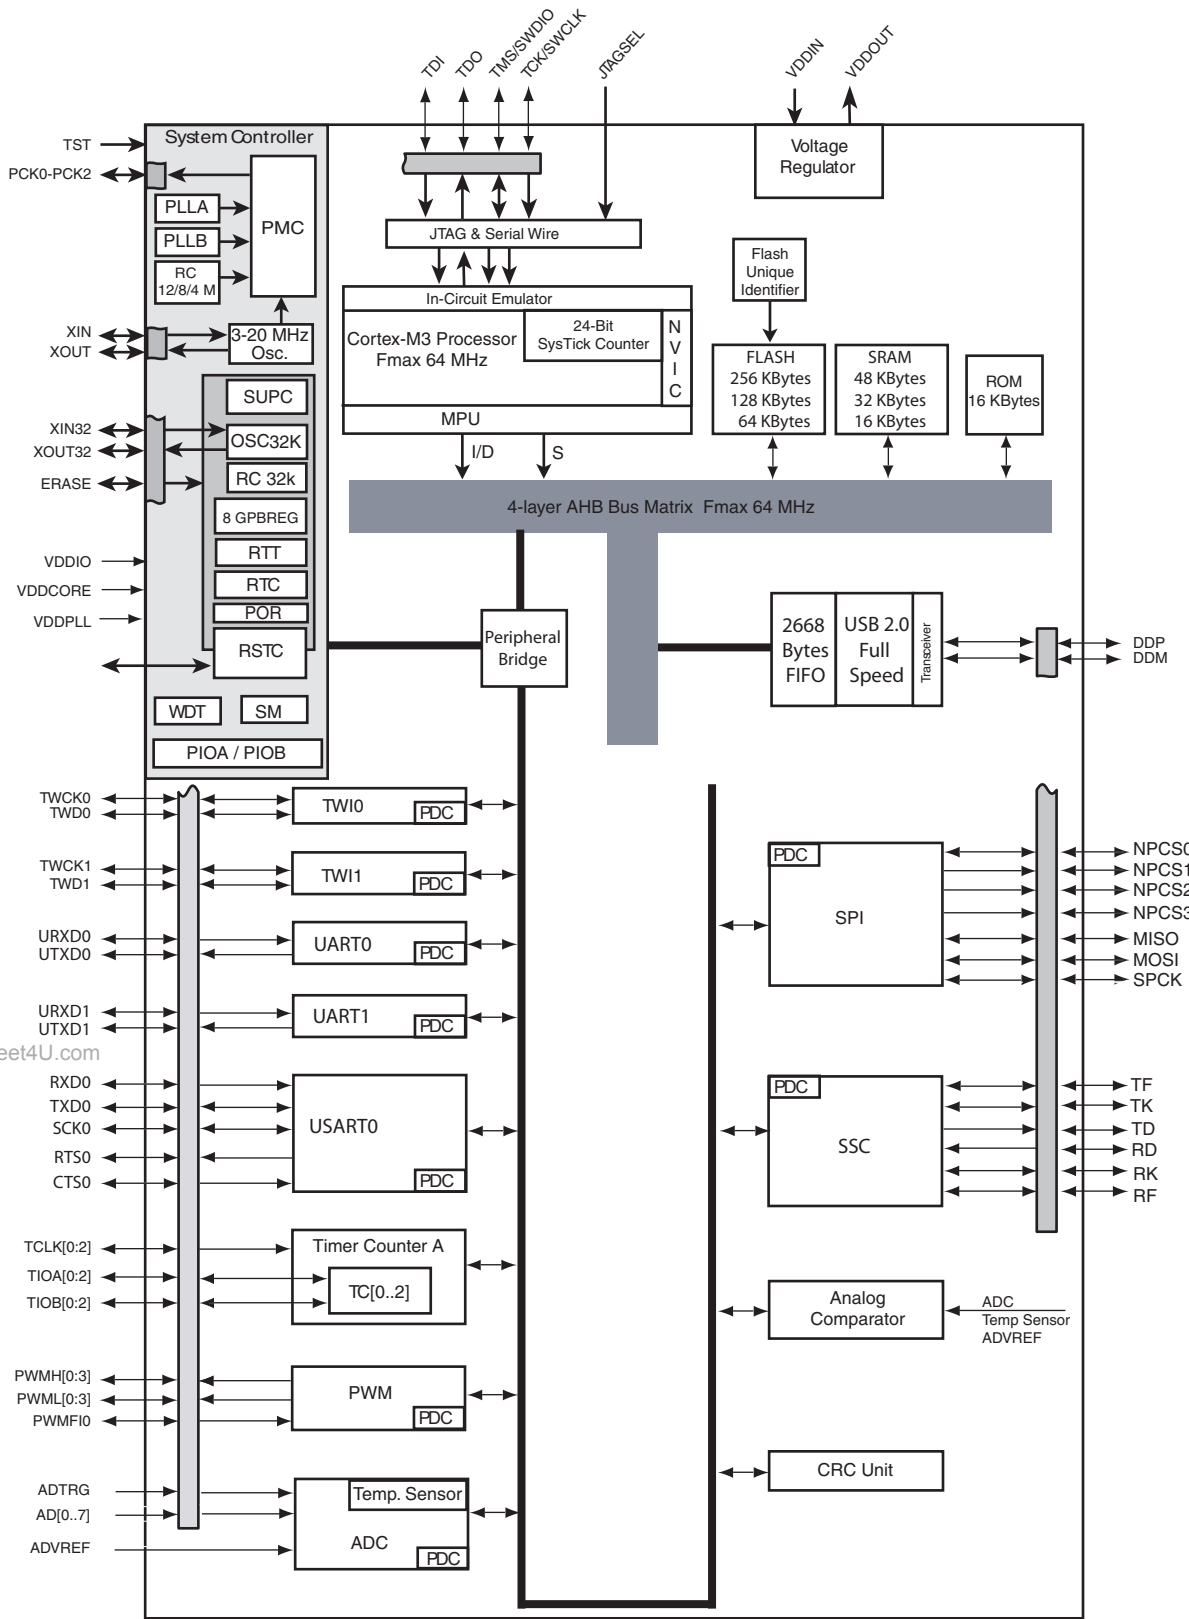 TDI
TDO
TMS/SWDIO
TCK/SWCLK
JTAGSEL
VDDIN
VDDOUT
System Controller
TST
PCK0-PCK2
PLLA
PLLB
RC
12/8/4 M
PMC
XIN
XOUT
3-20 MHz
Osc.
SUPC
XIN32
XOUT32
ERASE
OSC32K
RC 32k
8 GPBREG
RTT
RTC
POR
RSTC
VDDIO
VDDCORE
VDDPLL
WDT
SM
PIOA / PIOB
Voltage
Regulator
JTAG & Serial Wire
In-Circuit Emulator
Cortex-M3 Processor
Fmax 64 MHz
24-Bit
SysTick Counter
N
V
I
C
MPU
I/D
S
Flash
Unique
Identifier
FLASH
256 KBytes
128 KBytes
64 KBytes
SRAM
48 KBytes
32 KBytes
16 KBytes
ROM
16 KBytes
4-layer AHB Bus Matrix Fmax 64 MHz
Peripheral
Bridge
2668
Bytes
FIFO
USB 2.0
Full
Speed
Transceiver
DDP
DDM
TWCK0
TWD0
TWI0
PDC
TWCK1
TWD1
TWI1
PDC
URXD0
UTXD0
UART0
PDC
URXD1
UTXD1
UART1
PDC
eet4U.com
RXD0
TXD0
SCK0
RTS0
CTS0
USART0
PDC
TCLK[0:2]
TIOA[0:2]
TIOB[0:2]
Timer Counter A
TC[0..2]
PWMH[0:3]
PWML[0:3]
PWMFI0
PWM
PDC
ADTRG
AD[0..7]
ADVREF
Temp. Sensor
ADC
PDC
PDC
SPI
NPCS0
NPCS1
NPCS2
NPCS3
MISO
MOSI
SPCK
PDC
SSC
TF
TK
TD
RD
RK
RF
Analog
Comparator
ADC
Temp Sensor
ADVREF
CRC Unit